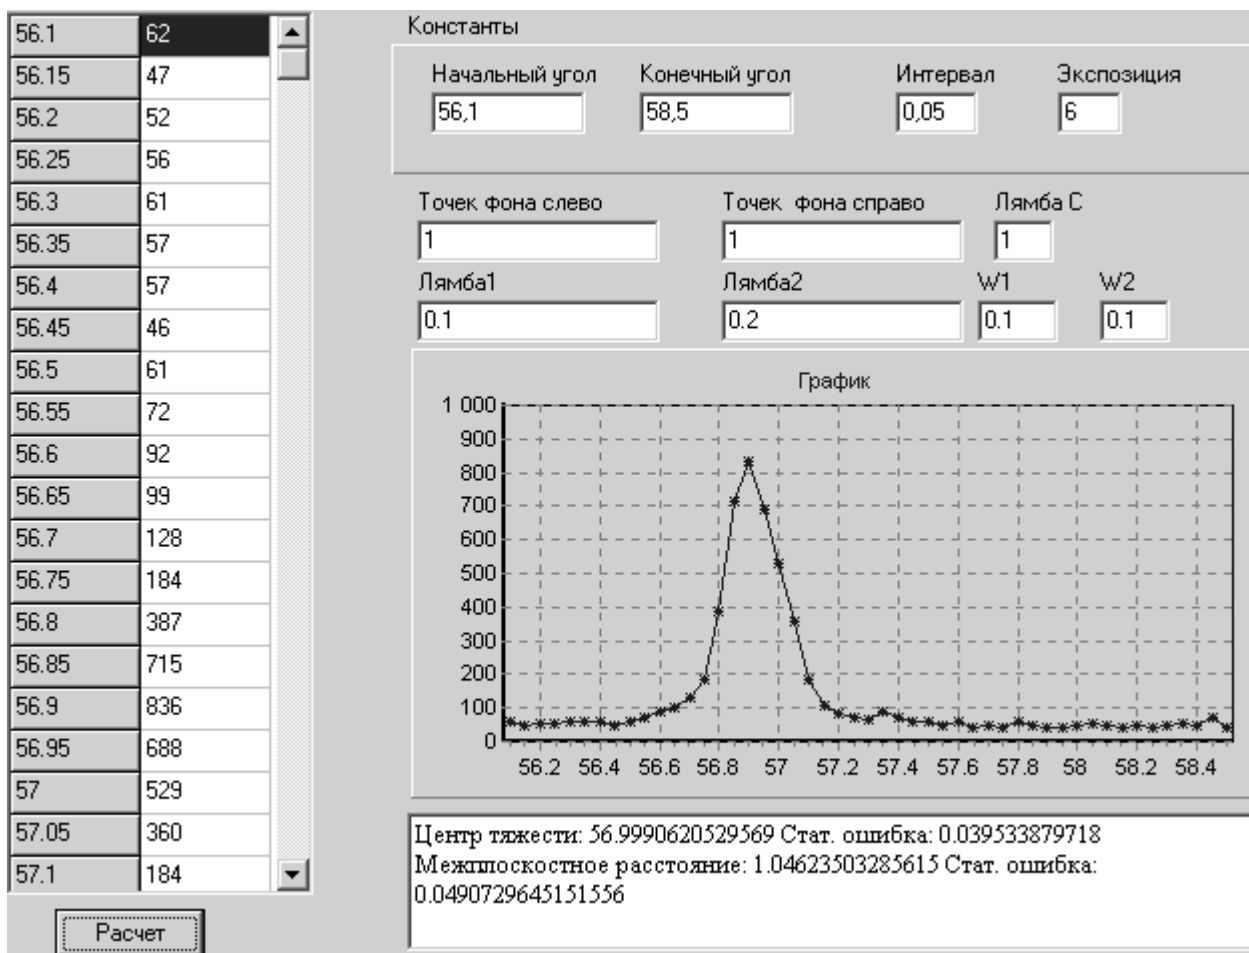 56.1 62
56.15 47
56.2 52
56.25 56
56.3 61
56.35 57
56.4 57
56.45 46
56.5 61
56.55 72
56.6 92
56.65 99
56.7 128
56.75 184
56.8 387
56.85 715
56.9 836
56.95 688
57 529
57.05 360
57.1 184
Расчет
Константы
Начальный угол Конечный угол Интервал Экспозиция
56,1 58,5 0,05 6
Точек фона слево Точек фона справо Лямба С
1 1 1
Лямба1 Лямба2 W1 W2
0.1 0.2 0.1 0.1
График
1 000
900
800
700
600
500
400
300
200
100
0
56.2 56.4 56.6 56.8 57 57.2 57.4 57.6 57.8 58 58.2 58.4
Центр тяжести: 56.9990620529569 Стат. ошибка: 0.039533879718
Межплоскостное расстояние: 1.04623503285615 Стат. ошибка:
0.0490729645151556